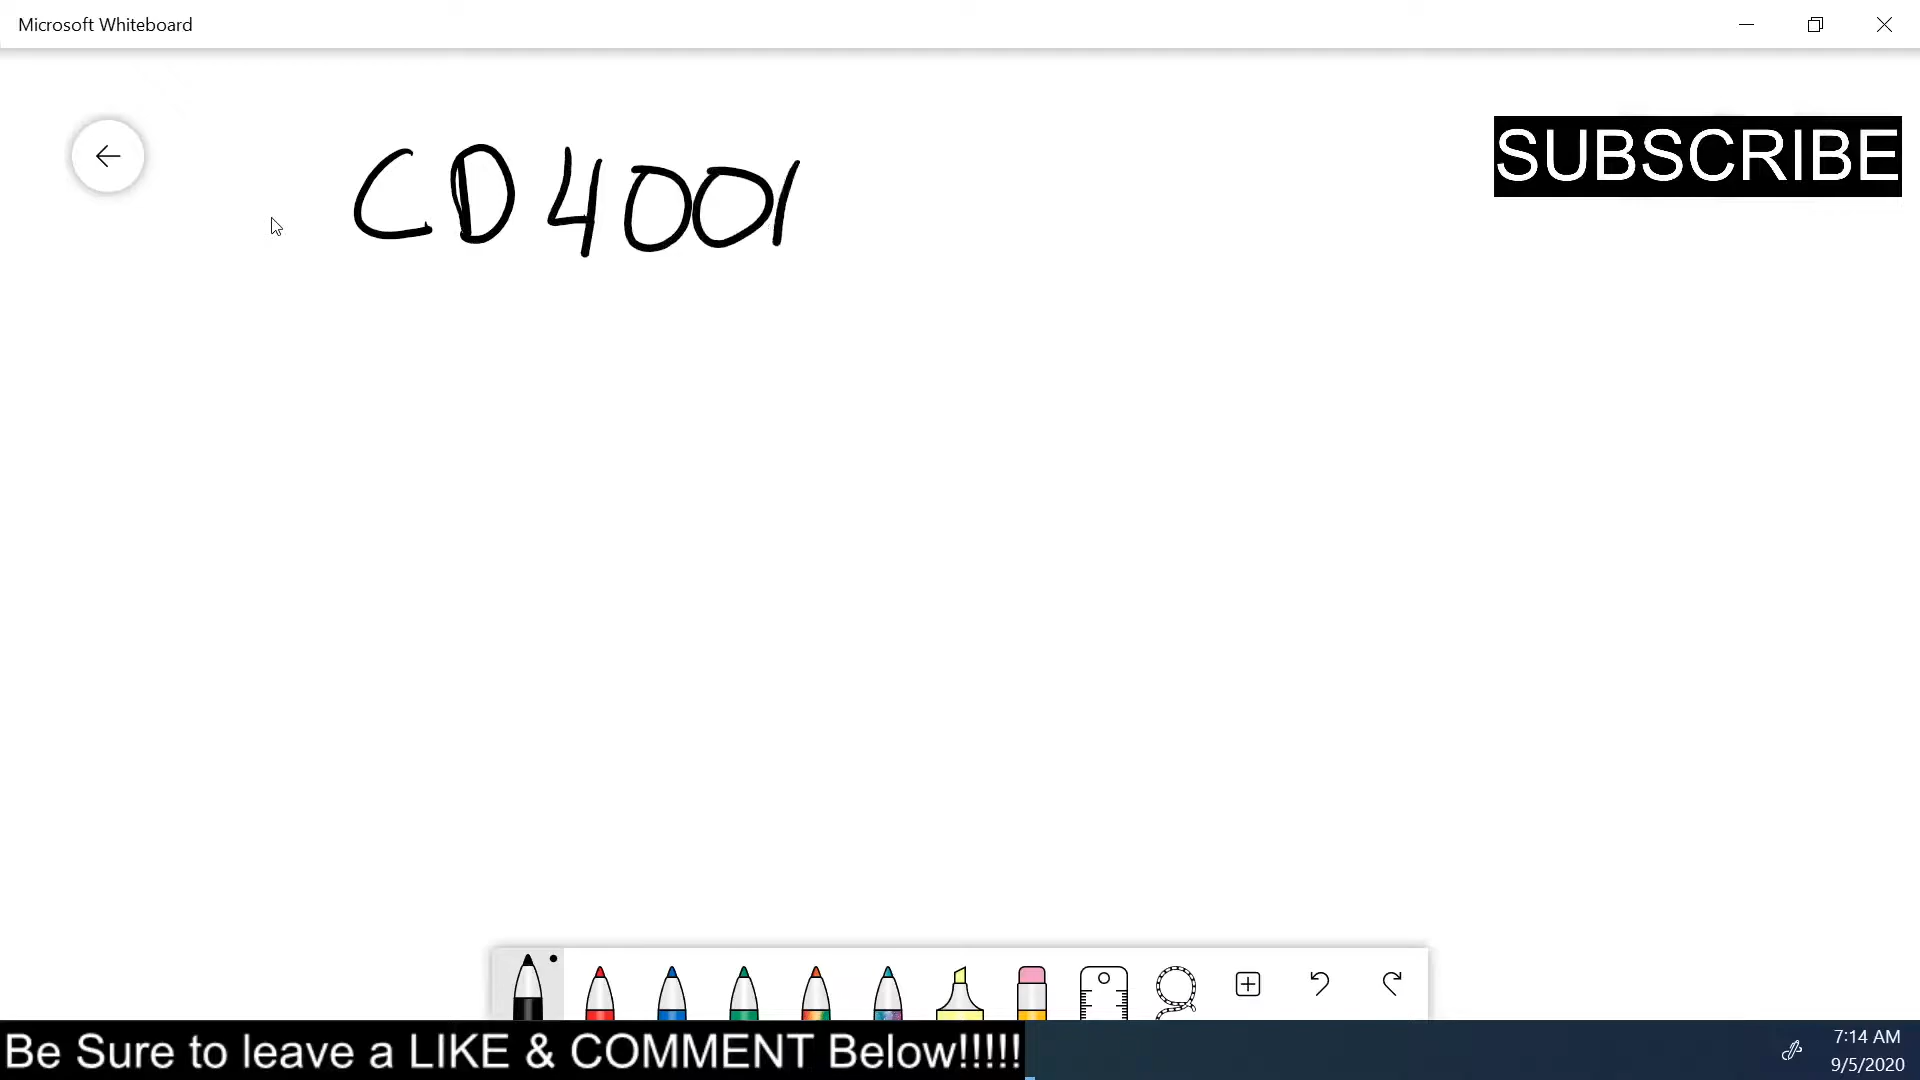 Microsoft Whiteboard
SUBSCRIBE
CD4001
Be Sure to leave a LIKE & COMMENT Below!!!!!
7:14 AM
9/5/2020